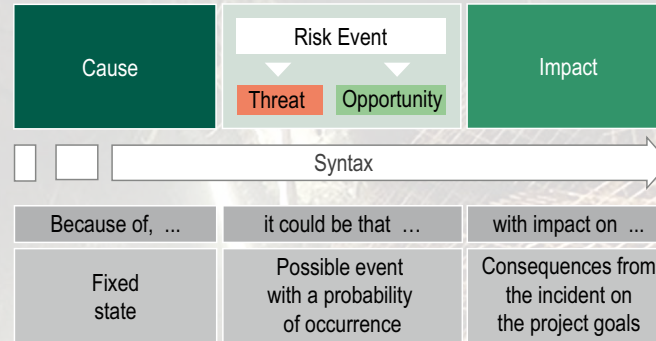 Cause
Risk Event
Threat
Opportunity
Impact
Syntax
Because of, ...
it could be that …
with impact on ...
Fixed
state
Possible event
with a probability
of occurrence
Consequences from
the incident on
the project goals